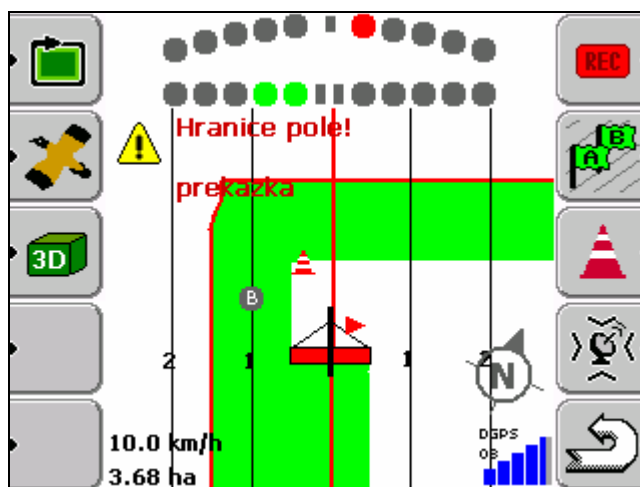 REC
Hranice pole!
B
A
prekazka
3D
B
2 1 1 2
N
10.0 km/h
DGPS
08
3.68 ha